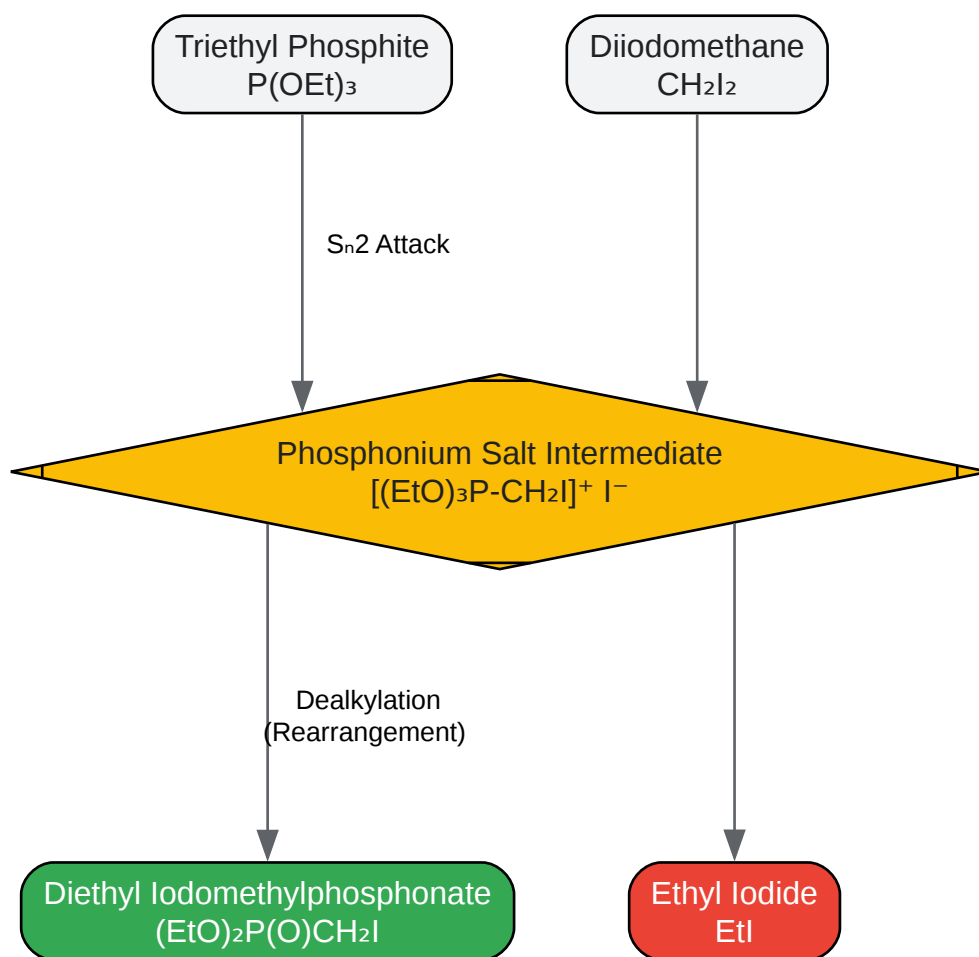 Triethyl Phosphite
P(OEt)₃
Diiodomethane
CH₂I₂
Sₙ2 Attack
Phosphonium Salt Intermediate
[(EtO)₃P-CH₂I]⁺ I⁻
Dealkylation
(Rearrangement)
Diethyl Iodomethylphosphonate
(EtO)₂P(O)CH₂I
Ethyl Iodide
EtI